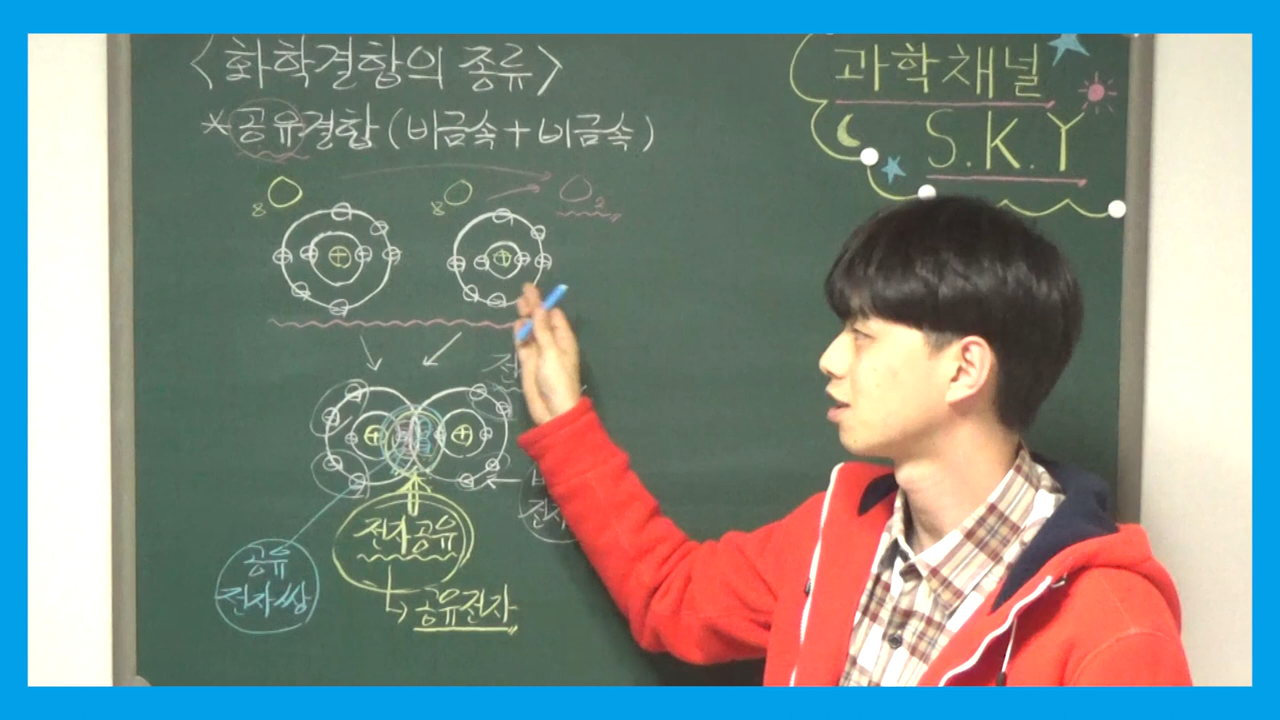 <화학결합의 종류>
*공유결합(비금속+비금속)
과학채널
S.K.Y
₈O
₈O
O₂
전자공유
공유전자
공유
전자쌍